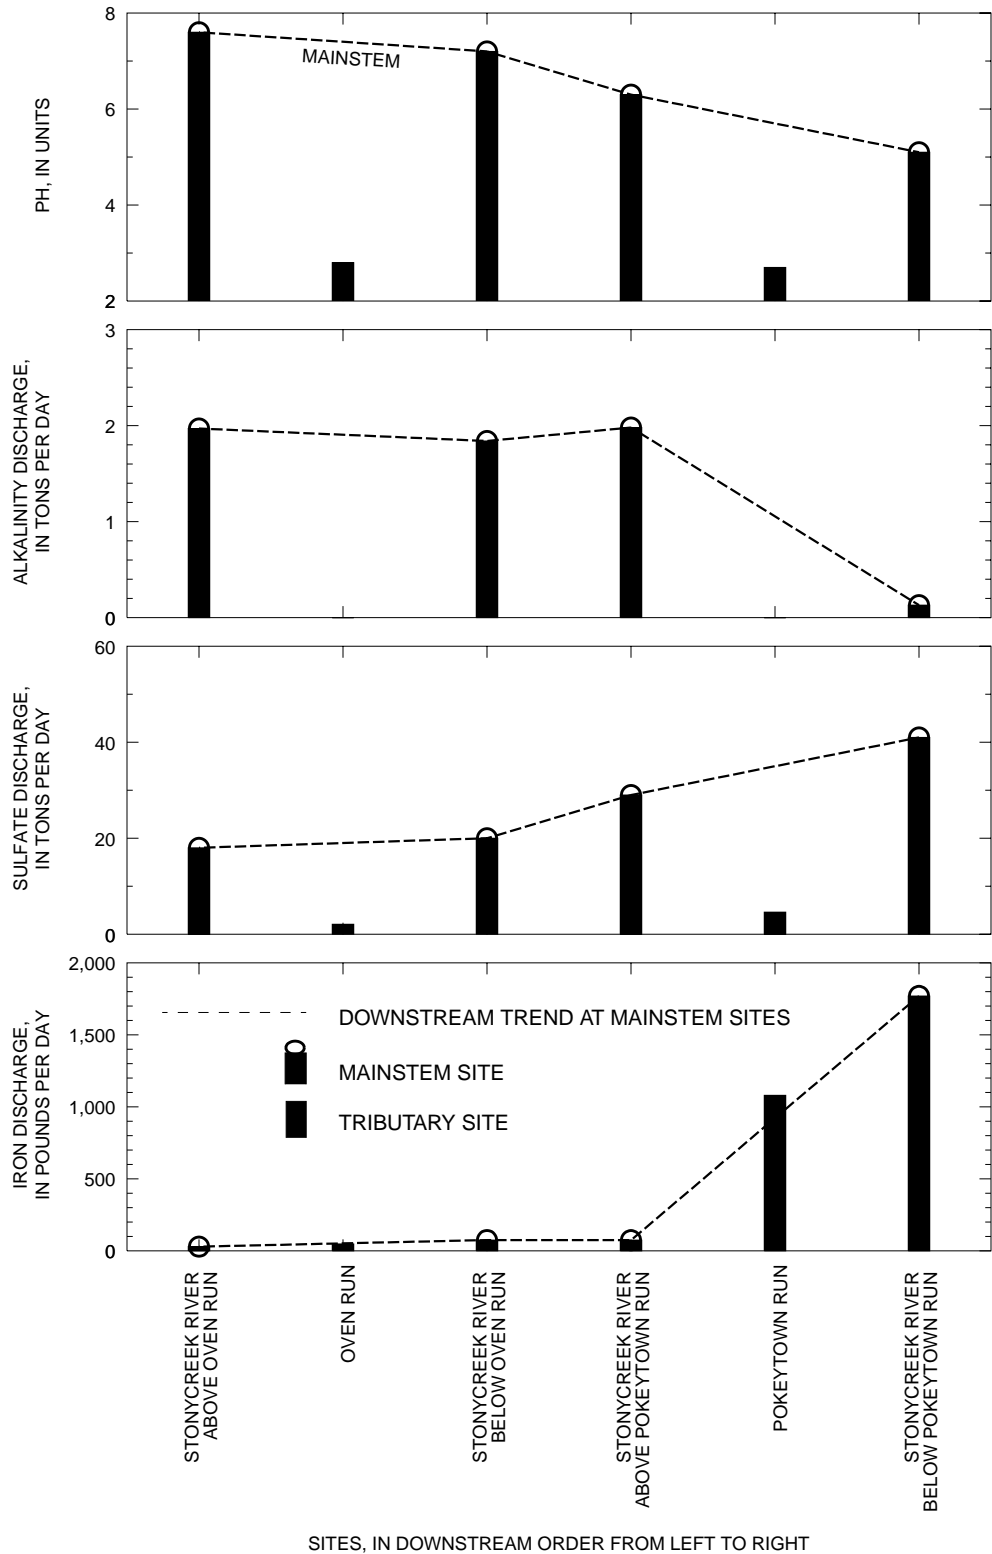 8
6
4
2
PH, IN UNITS
MAINSTEM
3
2
1
0
ALKALINITY DISCHARGE,
IN TONS PER DAY
60
40
20
0
SULFATE DISCHARGE,
IN TONS PER DAY
2,000
1,500
1,000
500
0
IRON DISCHARGE,
IN POUNDS PER DAY
DOWNSTREAM TREND AT MAINSTEM SITES
MAINSTEM SITE
TRIBUTARY SITE
STONYCREEK RIVER
ABOVE OVEN RUN
OVEN RUN
STONYCREEK RIVER
BELOW OVEN RUN
STONYCREEK RIVER
ABOVE POKEYTOWN RUN
POKEYTOWN RUN
STONYCREEK RIVER
BELOW POKEYTOWN RUN
SITES, IN DOWNSTREAM ORDER FROM LEFT TO RIGHT